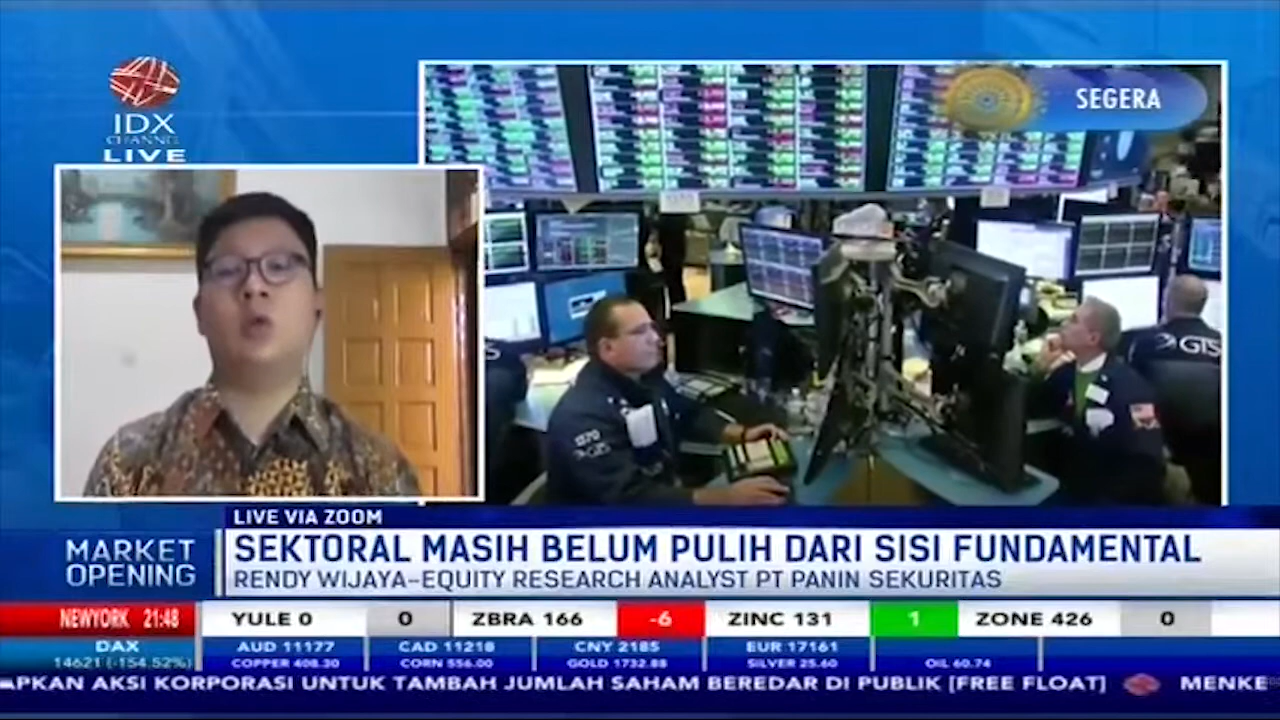 IDX
CHANNEL
LIVE
SEGERA
1570
GTS
GTS
LIVE VIA ZOOM
MARKET OPENING
SEKTORAL MASIH BELUM PULIH DARI SISI FUNDAMENTAL
RENDY WIJAYA-EQUITY RESEARCH ANALYST PT PANIN SEKURITAS
NEWYORK 21:48
YULE 0 0 ZBRA 166 -6 ZINC 131 1 ZONE 426 0
DAX
14621 (-154.52%)
AUD 11177 CAD 11218 CNY 2185 EUR 17161
COPPER 408.30 CORN 556.00 GOLD 1732.88 SILVER 25.60 OIL 60.74
APKAN AKSI KORPORASI UNTUK TAMBAH JUMLAH SAHAM BEREDAR DI PUBLIK [FREE FLOAT] MENKE